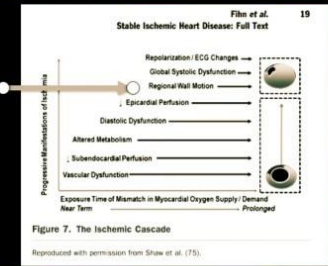 Fihn et al. 19
Stable Ischemic Heart Disease: Full Text
Repolarization / ECG Changes
Global Systolic Dysfunction
Regional Wall Motion
↓ Epicardial Perfusion
Diastolic Dysfunction
Altered Metabolism
↓ Subendocardial Perfusion
Vascular Dysfunction
Progressive Manifestations of Ischemia
Exposure Time of Mismatch in Myocardial Oxygen Supply / Demand
Near Term Prolonged
Figure 7. The Ischemic Cascade
Reproduced with permission from Shaw et al. (75).